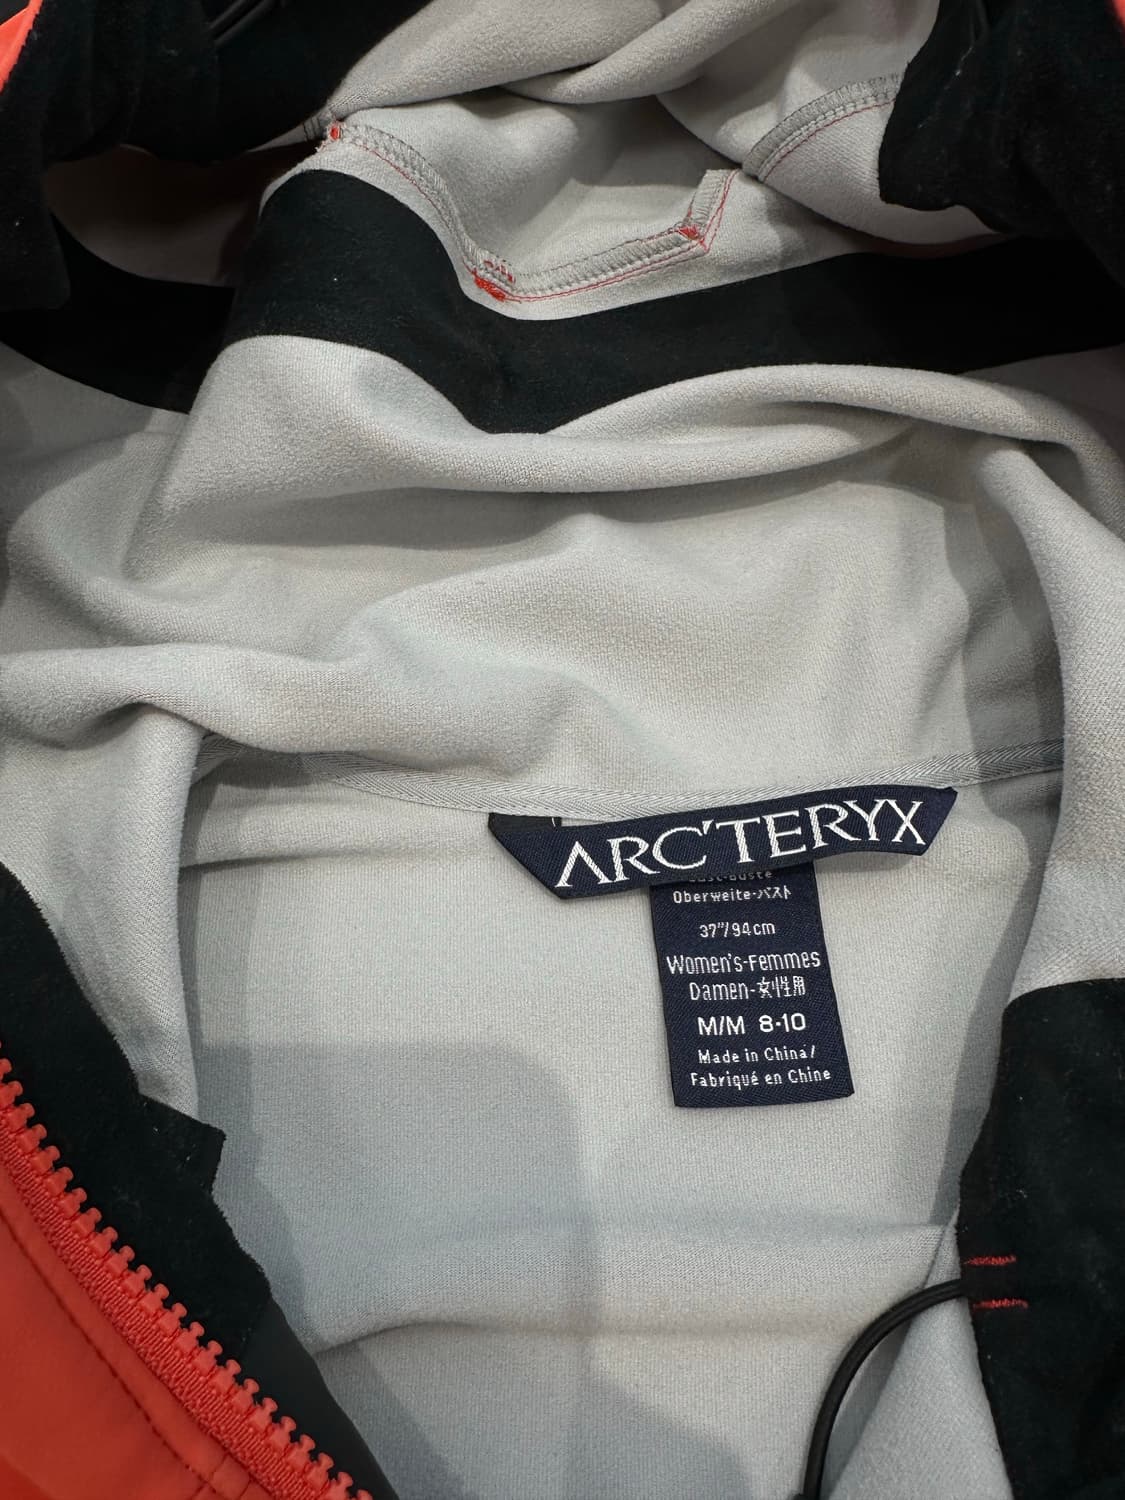 ARC'TERYX
Oberweite-バスト
37"/94cm
Women's-Femmes
Damen-女性用
M/M 8-10
Made in China/
Fabriqué en Chine